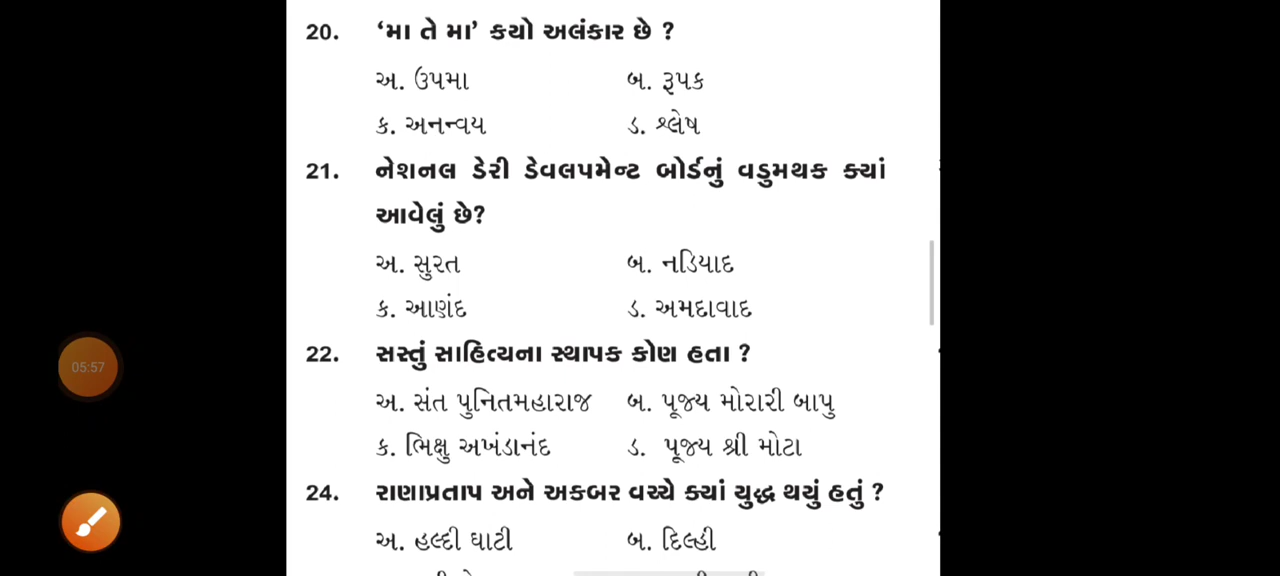 20. ‘મા તે મા’ કયો અલંકાર છે ?
અ. ઉપમા બ. રૂપક
ક. અનન્વય ડ. શ્લેષ
21. નેશનલ ડેરી ડેવલપમેન્ટ બોર્ડનું વડુમથક ક્યાં
આવેલું છે?
અ. સુરત બ. નડિયાદ
ક. આણંદ ડ. અમદાવાદ
22. સસ્તું સાહિત્યના સ્થાપક કોણ હતા ?
અ. સંત પુનિતમહારાજ બ. પૂજ્ય મોરારી બાપુ
ક. ભિક્ષુ અખંડાનંદ ડ. પૂજ્ય શ્રી મોટા
24. રાણાપ્રતાપ અને અકબર વચ્ચે ક્યાં યુદ્ધ થયું હતું ?
05:57
અ. હલ્દી ઘાટી બ. દિલ્હી